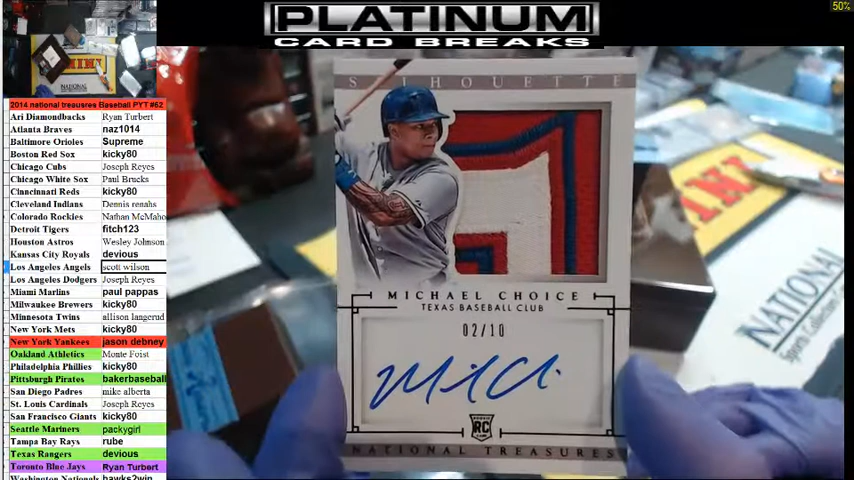 PLATINUM
CARD BREAKS
50%
2014 national treasusres Baseball PYT #62
Ari Diamondbacks Ryan Turbert
Atlanta Braves naz1014
Baltimore Orioles Supreme
Boston Red Sox kicky80
Chicago Cubs Joseph Reyes
Chicago White Sox Paul Brucks
Cincinnati Reds kicky80
Cleveland Indians Dennis renahs
Colorado Rockies Nathan McMaho
Detroit Tigers fitch123
Houston Astros Wesley Johnson
Kansas City Royals devious
Los Angeles Angels scott wilson
Los Angeles Dodgers Joseph Reyes
Miami Marlins paul pappas
Milwaukee Brewers kicky80
Minnesota Twins allison langerud
New York Mets kicky80
New York Yankees jason debney
Oakland Athletics Monte Foist
Philadelphia Phillies kicky80
Pittsburgh Pirates bakerbaseball
San Diego Padres mike alberta
St. Louis Cardinals Joseph Reyes
San Francisco Giants kicky80
Seattle Mariners packygirl
Tampa Bay Rays rube
Texas Rangers devious
Toronto Blue Jays Ryan Turbert
Washington Nationals hawks2win
SILHOUETTE
MICHAEL CHOICE
TEXAS BASEBALL CLUB
02/10
RC
NATIONAL TREASURES
NATIONAL